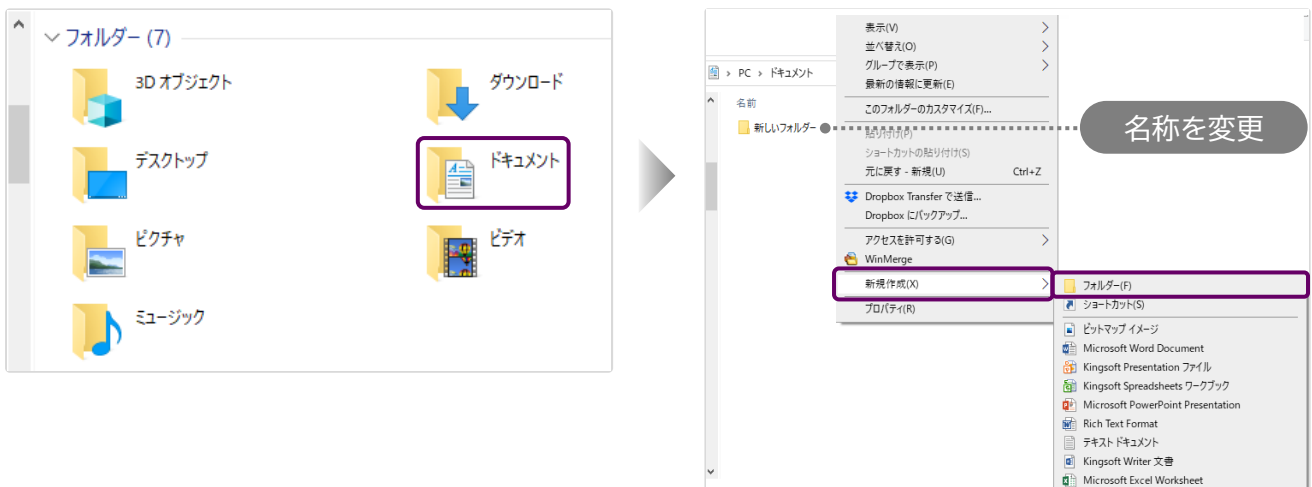 フォルダー (7)
3D オブジェクト
ダウンロード
デスクトップ
ドキュメント
ピクチャ
ビデオ
ミュージック
PC › ドキュメント
名前
新しいフォルダー
名称を変更
表示(V)
並べ替え(O)
グループで表示(P)
最新の情報に更新(E)
このフォルダーのカスタマイズ(F)...
貼り付け(P)
ショートカットの貼り付け(S)
元に戻す - 新規(U) Ctrl+Z
Dropbox Transfer で送信...
Dropbox にバックアップ...
アクセスを許可する(G)
WinMerge
新規作成(X)
プロパティ(R)
フォルダー(F)
ショートカット(S)
ビットマップ イメージ
Microsoft Word Document
Kingsoft Presentation ファイル
Kingsoft Spreadsheets ワークブック
Microsoft PowerPoint Presentation
Rich Text Format
テキスト ドキュメント
Kingsoft Writer 文書
Microsoft Excel Worksheet